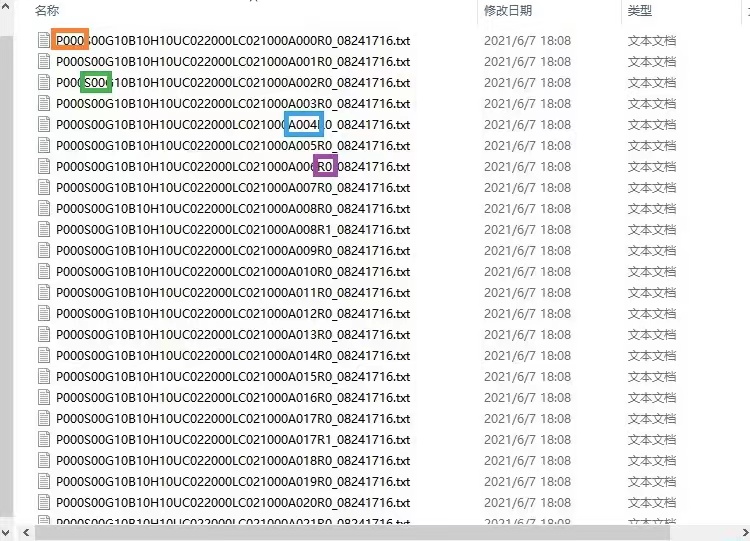 名称 修改日期 类型
P000S00G10B10H10UC022000LC021000A000R0_08241716.txt 2021/6/7 18:08 文本文档
P000S00G10B10H10UC022000LC021000A001R0_08241716.txt 2021/6/7 18:08 文本文档
P000S00G10B10H10UC022000LC021000A002R0_08241716.txt 2021/6/7 18:08 文本文档
P000S00G10B10H10UC022000LC021000A003R0_08241716.txt 2021/6/7 18:08 文本文档
P000S00G10B10H10UC022000LC021000A004R0_08241716.txt 2021/6/7 18:08 文本文档
P000S00G10B10H10UC022000LC021000A005R0_08241716.txt 2021/6/7 18:08 文本文档
P000S00G10B10H10UC022000LC021000A006R0_08241716.txt 2021/6/7 18:08 文本文档
P000S00G10B10H10UC022000LC021000A007R0_08241716.txt 2021/6/7 18:08 文本文档
P000S00G10B10H10UC022000LC021000A008R0_08241716.txt 2021/6/7 18:08 文本文档
P000S00G10B10H10UC022000LC021000A008R1_08241716.txt 2021/6/7 18:08 文本文档
P000S00G10B10H10UC022000LC021000A009R0_08241716.txt 2021/6/7 18:08 文本文档
P000S00G10B10H10UC022000LC021000A010R0_08241716.txt 2021/6/7 18:08 文本文档
P000S00G10B10H10UC022000LC021000A011R0_08241716.txt 2021/6/7 18:08 文本文档
P000S00G10B10H10UC022000LC021000A012R0_08241716.txt 2021/6/7 18:08 文本文档
P000S00G10B10H10UC022000LC021000A013R0_08241716.txt 2021/6/7 18:08 文本文档
P000S00G10B10H10UC022000LC021000A014R0_08241716.txt 2021/6/7 18:08 文本文档
P000S00G10B10H10UC022000LC021000A015R0_08241716.txt 2021/6/7 18:08 文本文档
P000S00G10B10H10UC022000LC021000A016R0_08241716.txt 2021/6/7 18:08 文本文档
P000S00G10B10H10UC022000LC021000A017R0_08241716.txt 2021/6/7 18:08 文本文档
P000S00G10B10H10UC022000LC021000A017R1_08241716.txt 2021/6/7 18:08 文本文档
P000S00G10B10H10UC022000LC021000A018R0_08241716.txt 2021/6/7 18:08 文本文档
P000S00G10B10H10UC022000LC021000A019R0_08241716.txt 2021/6/7 18:08 文本文档
P000S00G10B10H10UC022000LC021000A020R0_08241716.txt 2021/6/7 18:08 文本文档
P000S00G10B10H10UC022000LC021000A021R0_08241716.txt 2021/6/7 18:08 文本文档